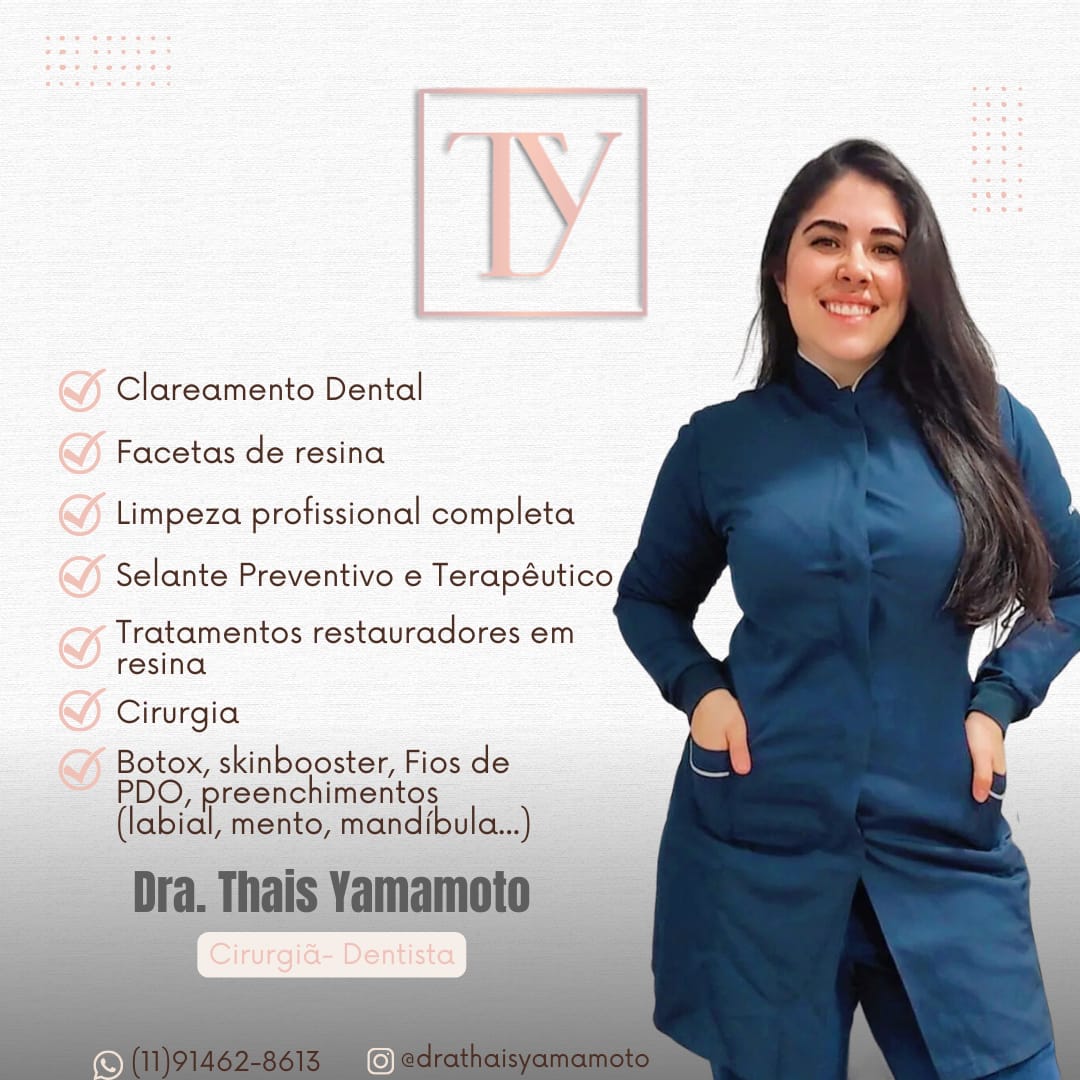 TY
Clareamento Dental
Facetas de resina
Limpeza profissional completa
Selante Preventivo e Terapêutico
Tratamentos restauradores em
resina
Cirurgia
Botox, skinbooster, Fios de
PDO, preenchimentos
(labial, mento, mandíbula...)
Dra. Thais Yamamoto
Cirurgiã- Dentista
(11)91462-8613
@drathaisyamamoto